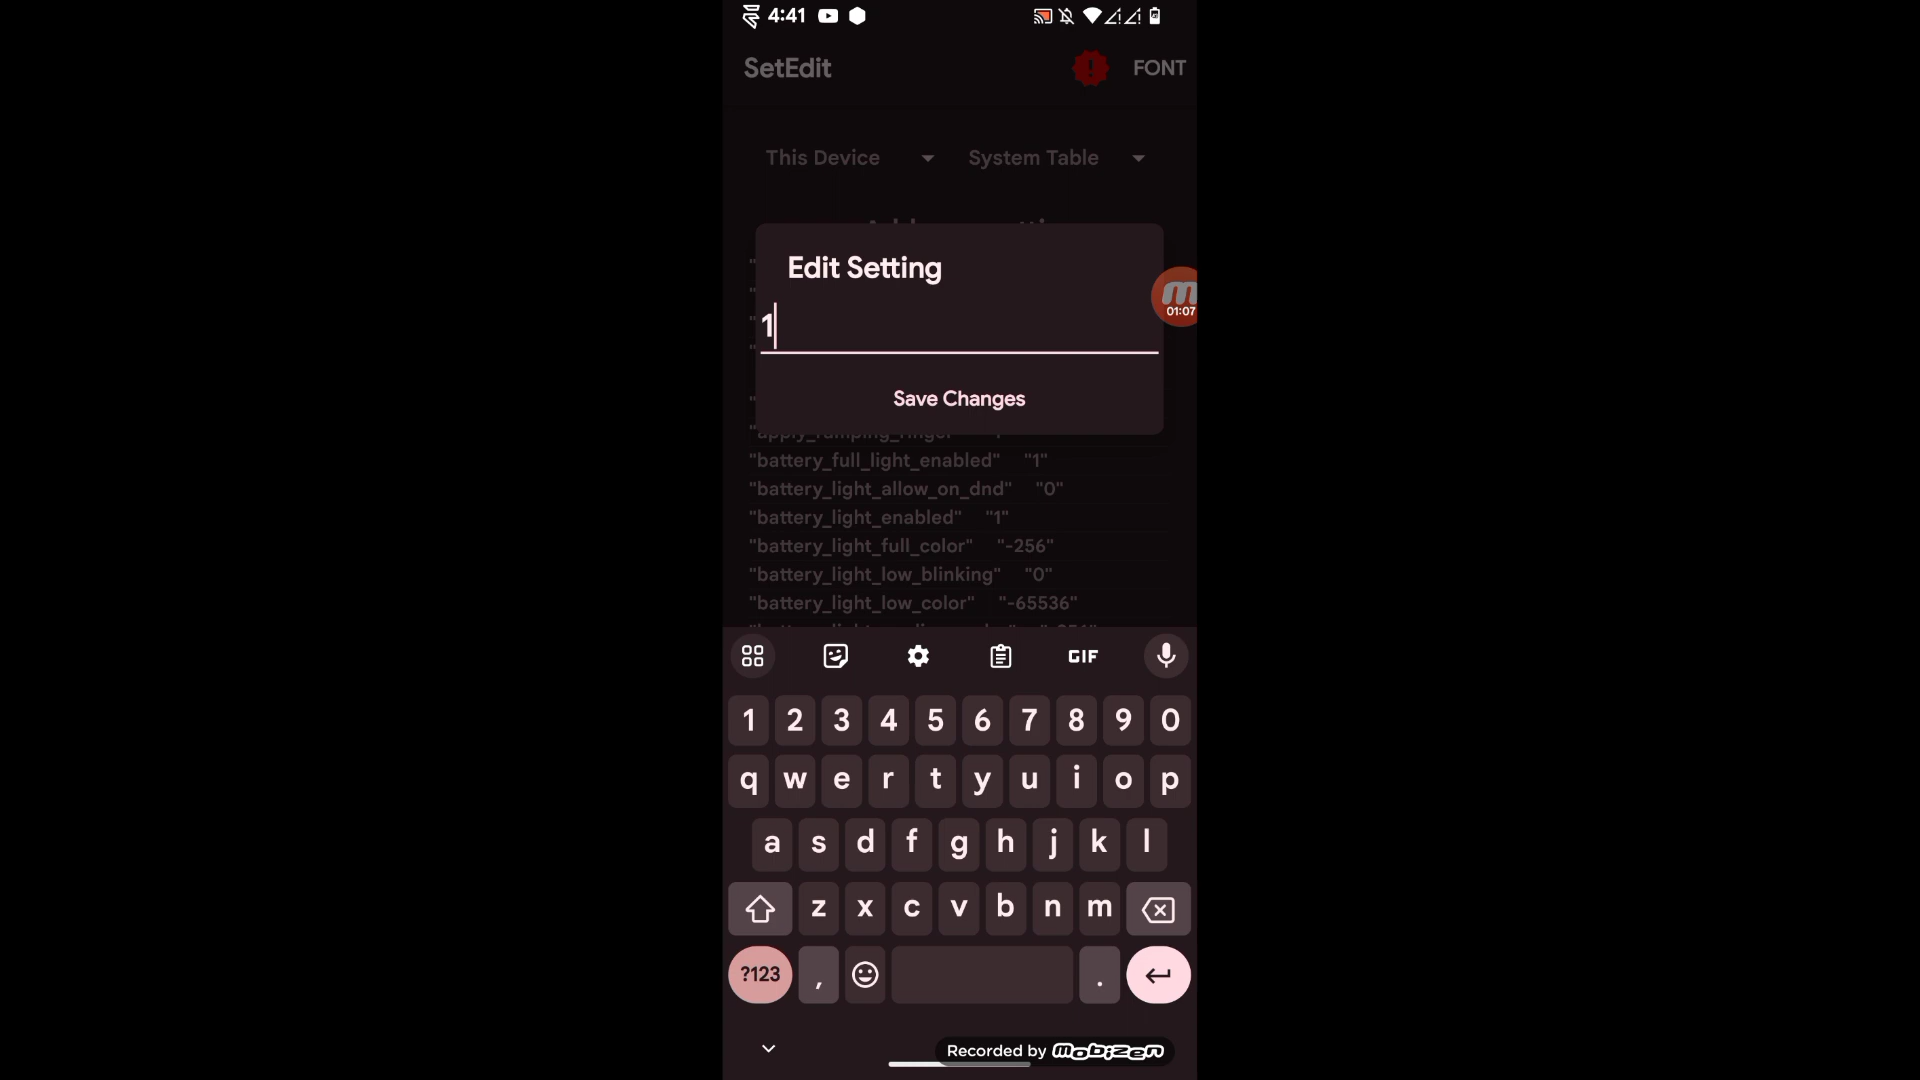 4:41
SetEdit
FONT
This Device
System Table
Edit Setting
1
01:07
Save Changes
"apply_ramping_ringer"
"battery_full_light_enabled" "1"
"battery_light_allow_on_dnd" "0"
"battery_light_enabled" "1"
"battery_light_full_color" "-256"
"battery_light_low_blinking" "0"
"battery_light_low_color" "-65536"
GIF
1 2 3 4 5 6 7 8 9 0
q w e r t y u i o p
a s d f g h j k l
z x c v b n m
?123 , .
Recorded by mobizen